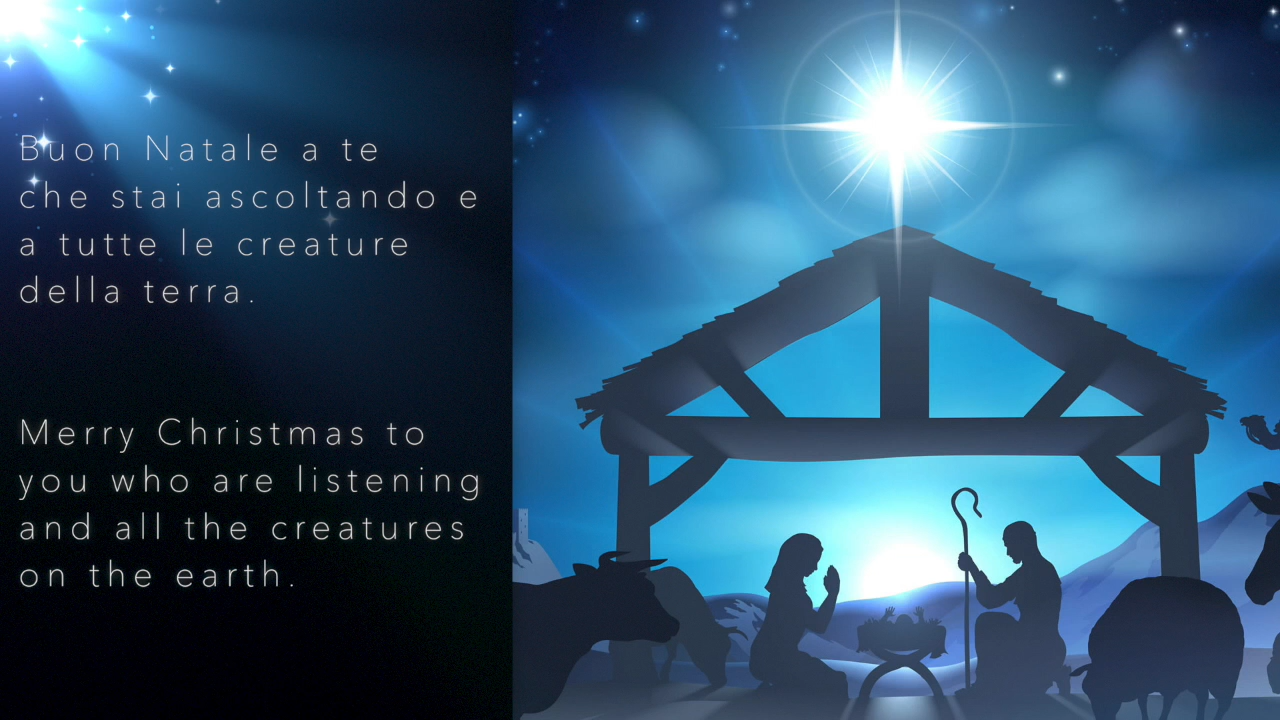 Buon Natale a te
che stai ascoltando e
a tutte le creature
della terra.
Merry Christmas to
you who are listening
and all the creatures
on the earth.